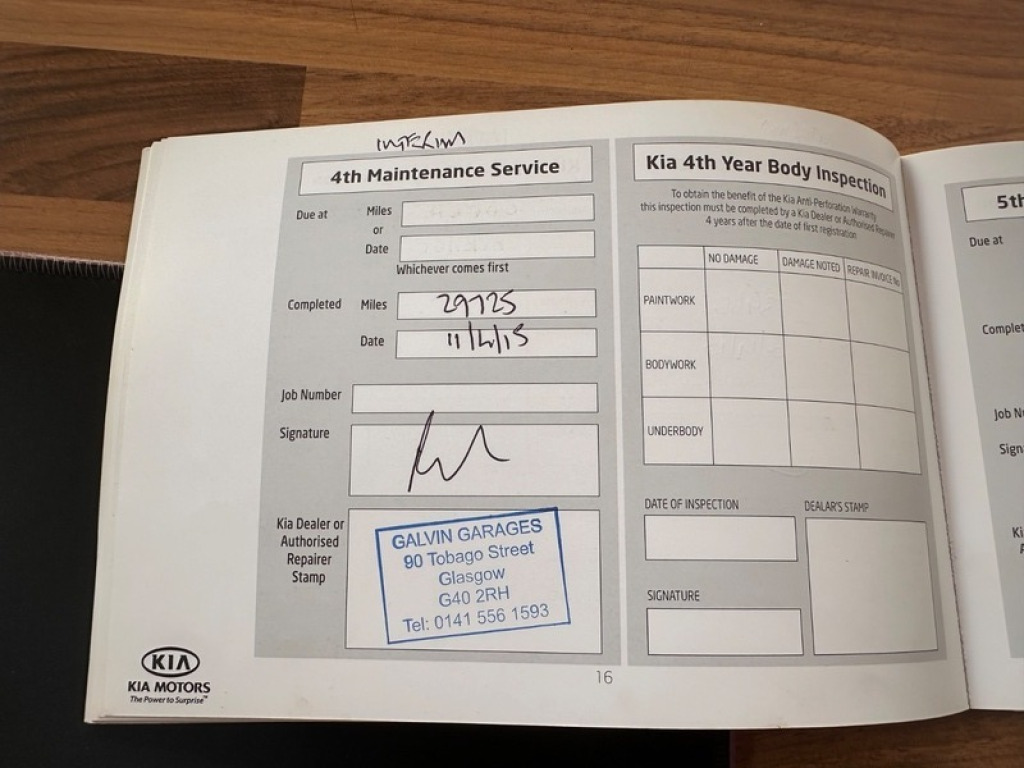 INTERIM
4th Maintenance Service
Due at Miles
or
Date
Whichever comes first
Completed Miles 29725
Date 11/4/15
Job Number
Signature
Kia Dealer or
Authorised
Repairer
Stamp
GALVIN GARAGES
90 Tobago Street
Glasgow
G40 2RH
Tel: 0141 556 1593
KIA
KIA MOTORS
The Power to Surprise™
16
Kia 4th Year Body Inspection
To obtain the benefit of the Kia Anti-Perforation Warranty
this inspection must be completed by a Kia Dealer or Authorised Repairer
4 years after the date of first registration
NO DAMAGE DAMAGE NOTED REPAIR INVOICE No
PAINTWORK
BODYWORK
UNDERBODY
DATE OF INSPECTION DEALAR'S STAMP
SIGNATURE
5th
Due at
Complet
Job Nu
Sign
Ki